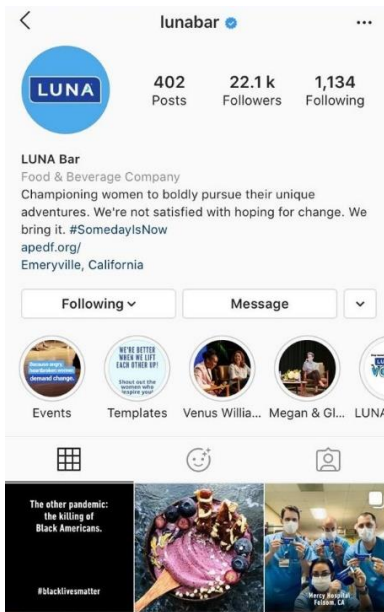 lunabar
LUNA
402
Posts
22.1 k
Followers
1,134
Following
LUNA Bar
Food & Beverage Company
Championing women to boldly pursue their unique
adventures. We're not satisfied with hoping for change. We
bring it. #SomedayIsNow
apedf.org/
Emeryville, California
Following
Message
demand change.
WE'RE BETTER
WHEN WE LIFT
EACH OTHER UP!
Shout out the
women who
inspire you!
Events
Templates
Venus Willia...
Megan & Gl...
LUNA
The other pandemic:
the killing of
Black Americans.
#blacklivesmatter
Mercy Hospital
Folsom, CA